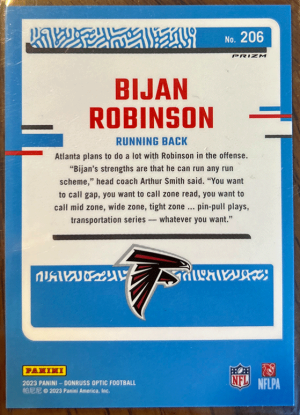 No. 206
PRIZM
BIJAN
ROBINSON
RUNNING BACK
Atlanta plans to do a lot with Robinson in the offense.
"Bijan's strengths are that he can run any run
scheme," head coach Arthur Smith said. "You want
to call gap, you want to call zone read, you want to
call mid zone, wide zone, tight zone ... pin-pull plays,
transportation series — whatever you want."
PANINI
2023 PANINI – DONRUSS OPTIC FOOTBALL
© 2023 Panini America, Inc.
NFL
NFLPA